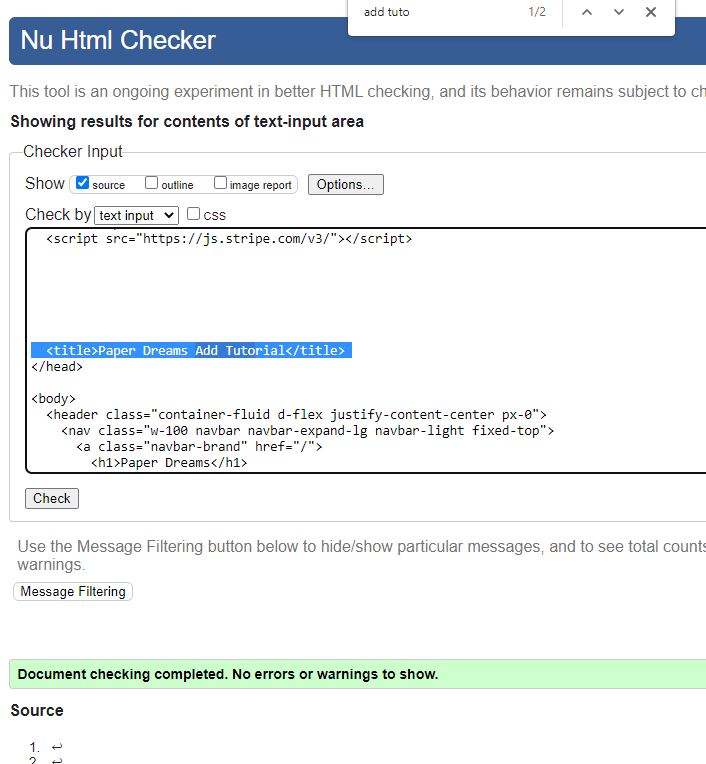 add tuto 1/2
Nu Html Checker
This tool is an ongoing experiment in better HTML checking, and its behavior remains subject to ch
Showing results for contents of text-input area
Checker Input
Show source outline image report Options...
Check by text input css
<script src="https://js.stripe.com/v3/"></script>
<title>Paper Dreams Add Tutorial</title>
</head>
<body>
<header class="container-fluid d-flex justify-content-center px-0">
<nav class="w-100 navbar navbar-expand-lg navbar-light fixed-top">
<a class="navbar-brand" href="/">
<h1>Paper Dreams</h1>
Check
Use the Message Filtering button below to hide/show particular messages, and to see total counts
warnings.
Message Filtering
Document checking completed. No errors or warnings to show.
Source
1. ↩
2. ↩